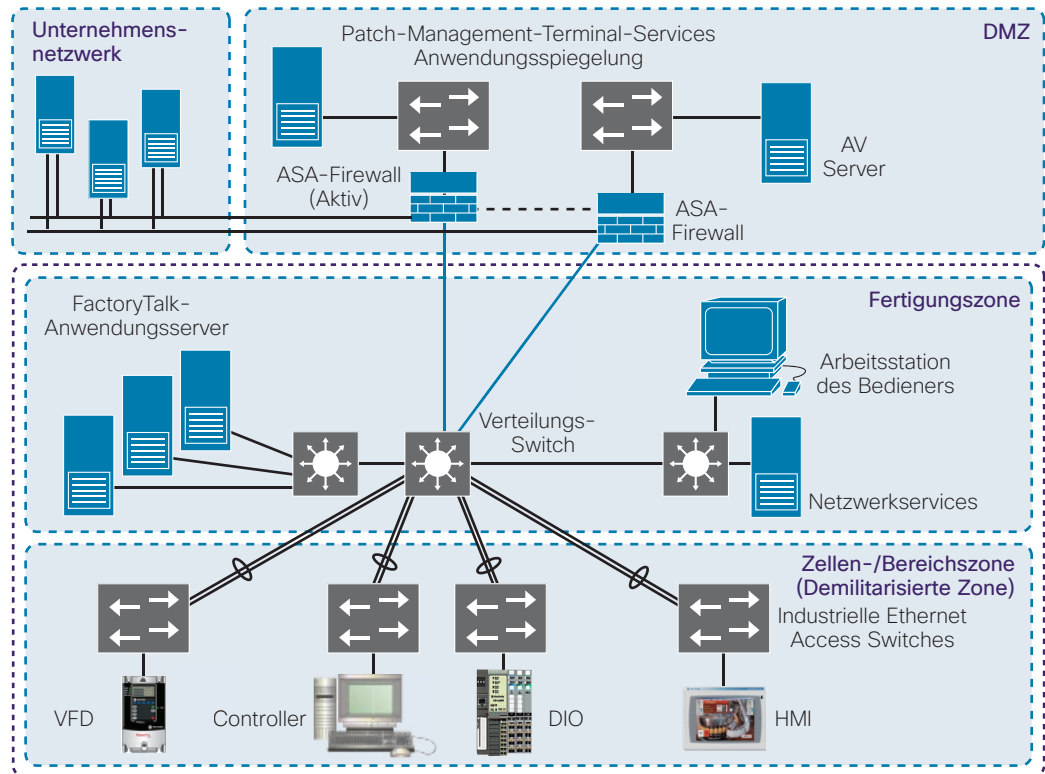 Unternehmens-
netzwerk
Patch-Management-Terminal-Services
Anwendungsspiegelung
DMZ
ASA-Firewall
(Aktiv)
AV
Server
ASA-
Firewall
FactoryTalk-
Anwendungsserver
Fertigungszone
Arbeitsstation
des Bedieners
Verteilungs-
Switch
Netzwerkservices
Zellen-/Bereichszone
(Demilitarisierte Zone)
Industrielle Ethernet
Access Switches
VFD
Controller
DIO
HMI